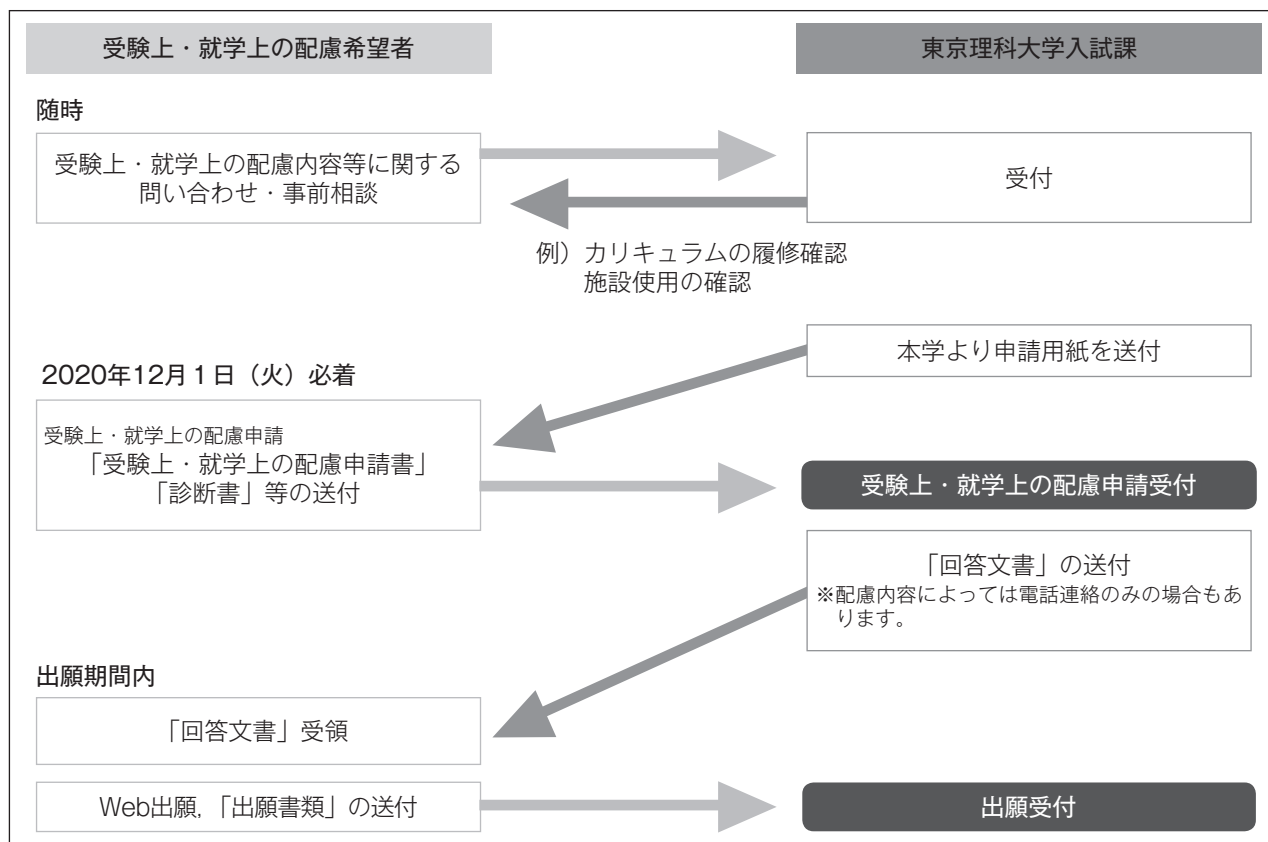 受験上・就学上の配慮希望者
東京理科大学入試課
随時
受験上・就学上の配慮内容等に関する
問い合わせ・事前相談
受付
例）カリキュラムの履修確認
施設使用の確認
本学より申請用紙を送付
2020年12月１日（火）必着
受験上・就学上の配慮申請
「受験上・就学上の配慮申請書」
「診断書」等の送付
受験上・就学上の配慮申請受付
「回答文書」の送付
※配慮内容によっては電話連絡のみの場合もあ
ります。
出願期間内
「回答文書」受領
Web出願，「出願書類」の送付
出願受付